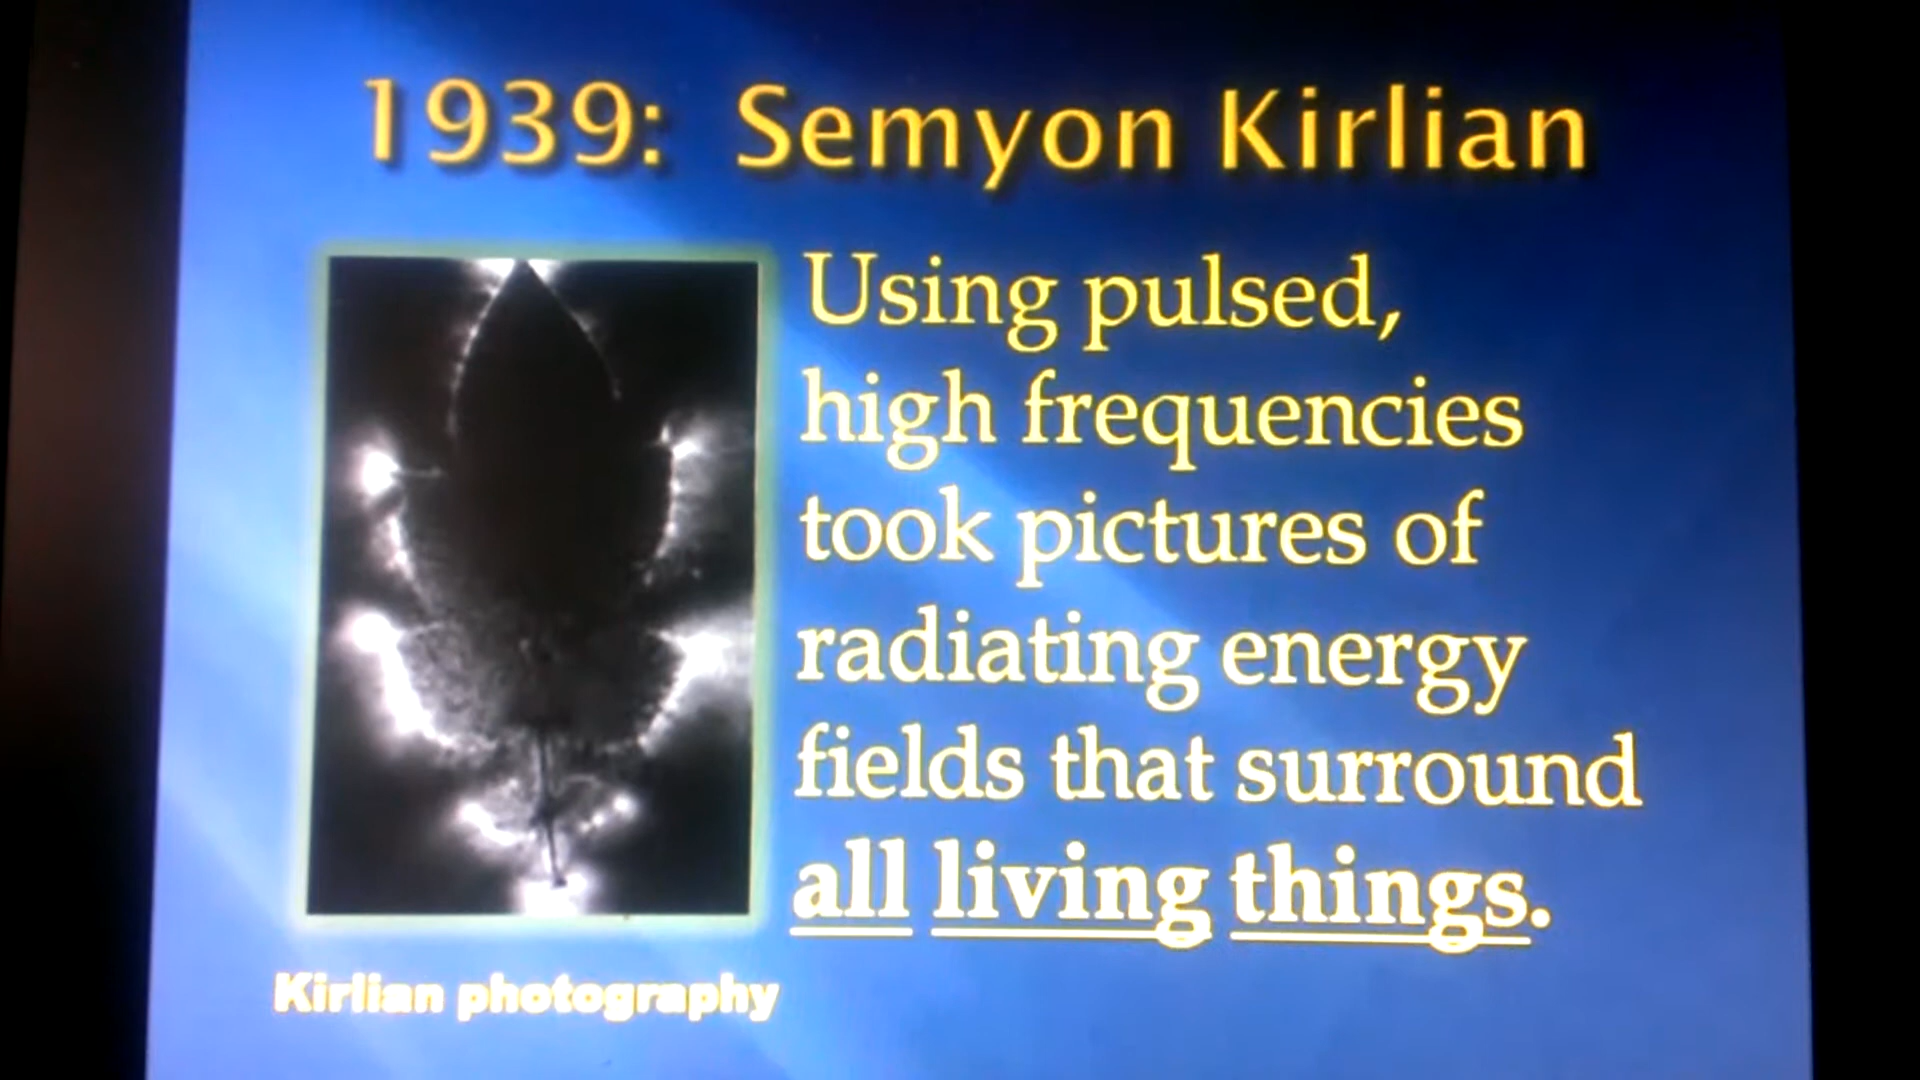 1939: Semyon Kirlian
Using pulsed,
high frequencies
took pictures of
radiating energy
fields that surround
all living things.
Kirlian photography